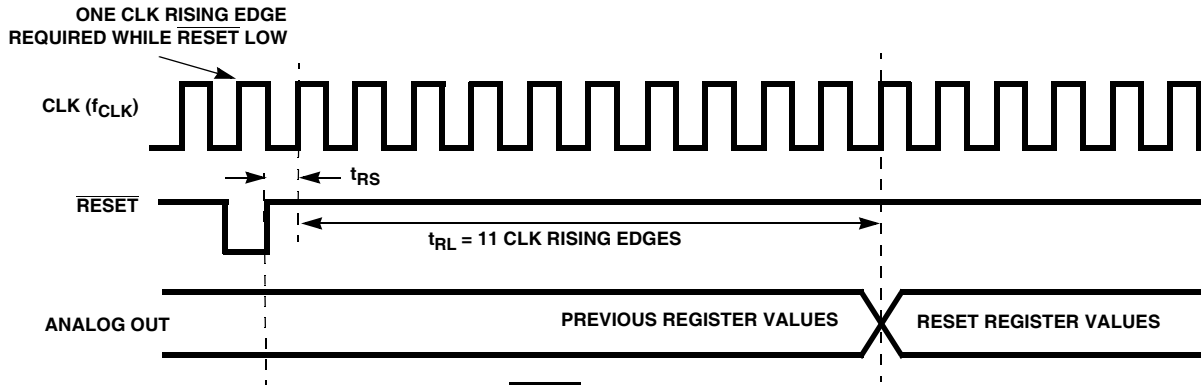 ONE CLK RISING EDGE
REQUIRED WHILE RESET LOW
CLK (fCLK)
tRS
RESET
tRL = 11 CLK RISING EDGES
ANALOG OUT
PREVIOUS REGISTER VALUES
RESET REGISTER VALUES